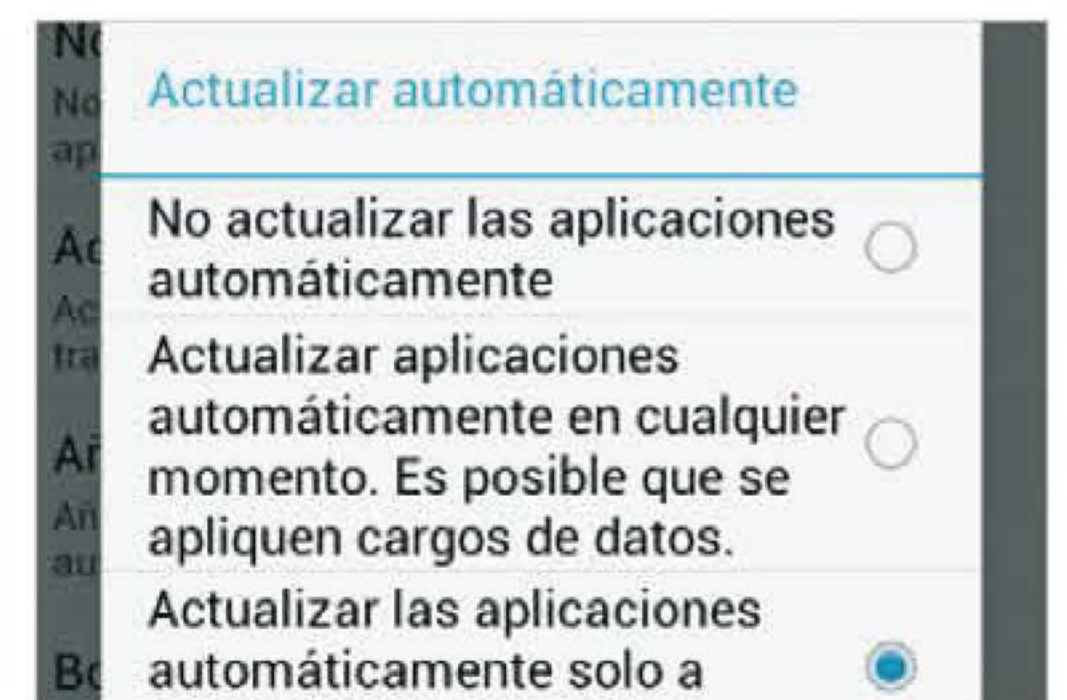 Actualizar automáticamente
No actualizar las aplicaciones
automáticamente
Actualizar aplicaciones
automáticamente en cualquier
momento. Es posible que se
apliquen cargos de datos.
Actualizar las aplicaciones
automáticamente solo a